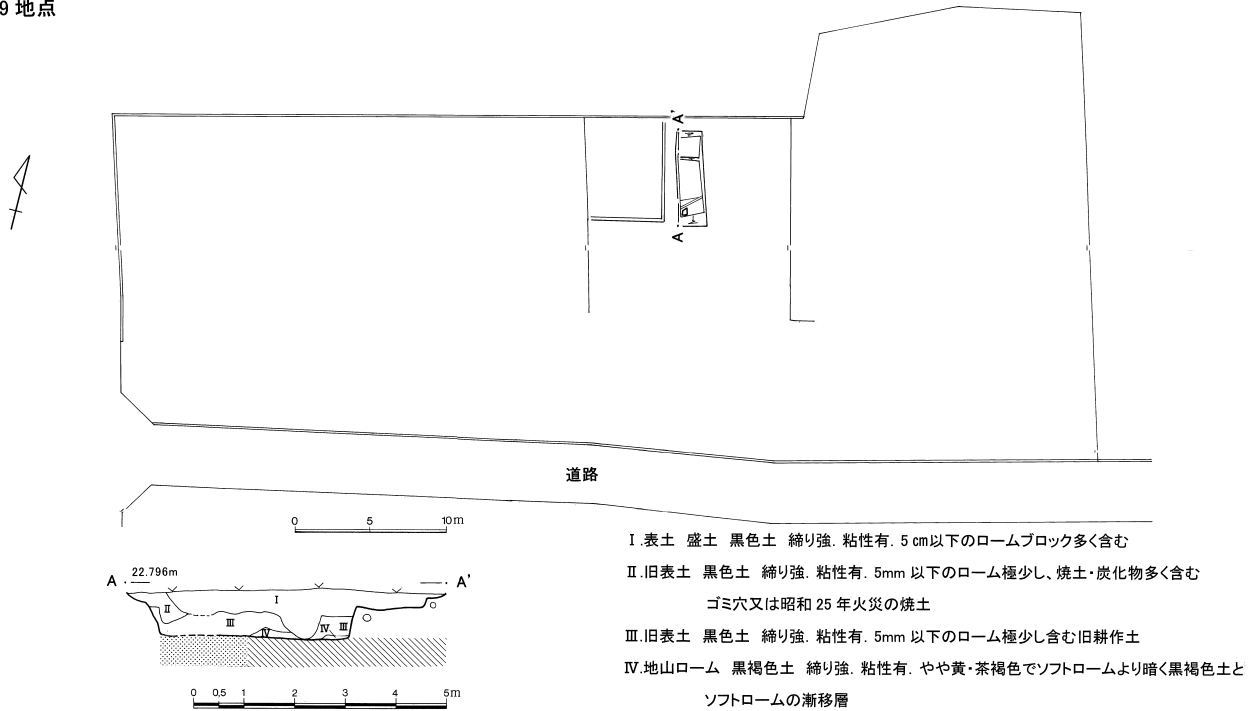 9 地点
A'
A
道路
0 5 10m
A 22.796m A'
I
II
III
IV
IV
III
0 0.5 1 2 3 4 5m
Ⅰ.表土 盛土 黒色土 締り強．粘性有．5 cm以下のロームブロック多く含む
Ⅱ.旧表土 黒色土 締り強．粘性有．5mm 以下のローム極少し、焼土・炭化物多く含む
ゴミ穴又は昭和 25 年火災の焼土
Ⅲ.旧表土 黒色土 締り強．粘性有．5mm 以下のローム極少し含む旧耕作土
Ⅳ.地山ローム 黒褐色土 締り強．粘性有．やや黄・茶褐色でソフトロームより暗く黒褐色土と
ソフトロームの漸移層